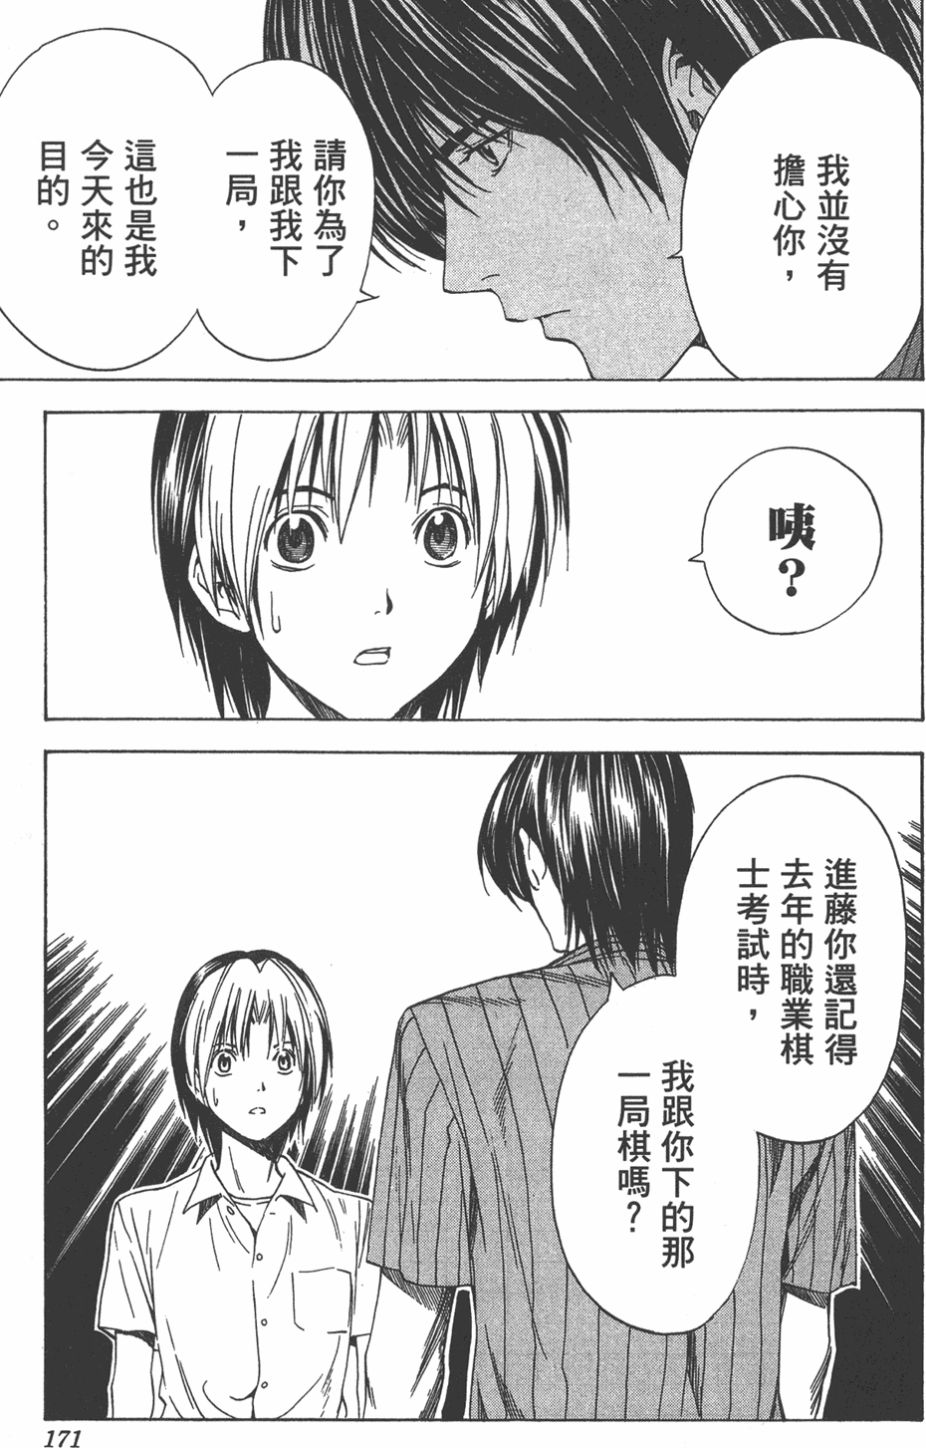 我並沒有
擔心你，
請你為了
我跟我下
一局，
這也是我
今天來的
目的。
咦？
進藤你還記得
去年的職業棋
士考試時，
我跟你下的那
一局棋嗎？
171